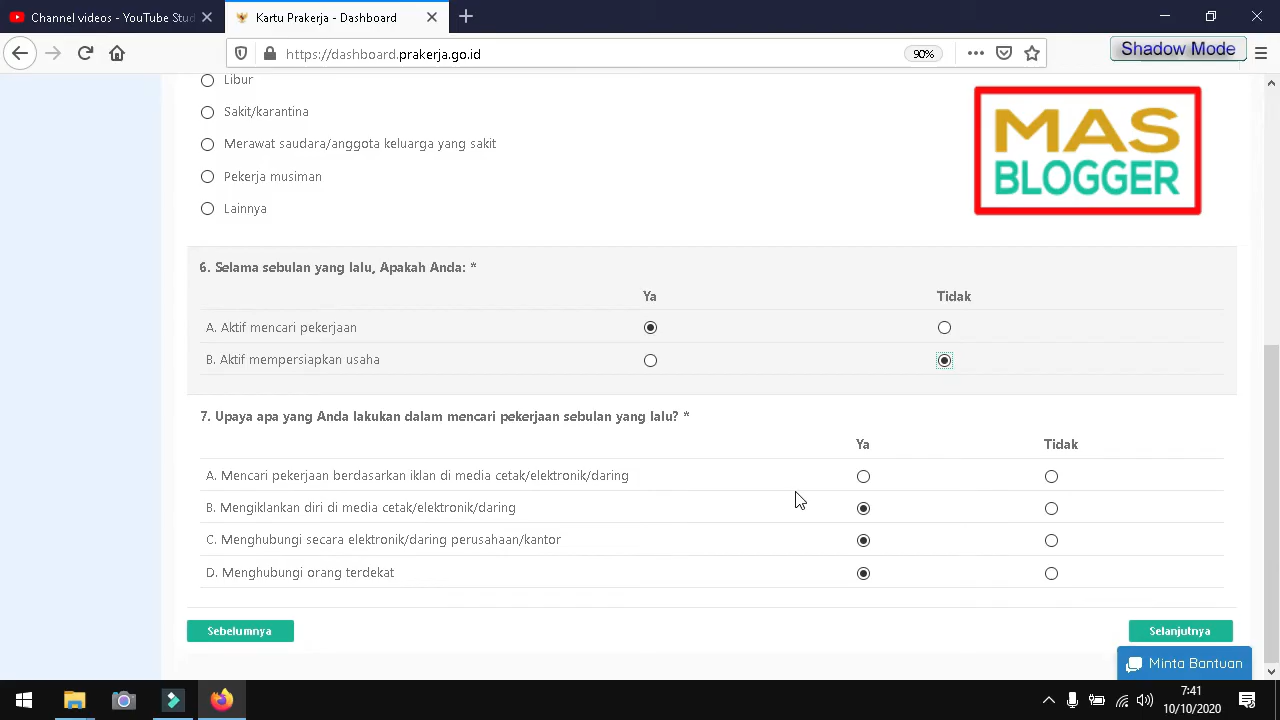 Channel videos - YouTube Stud
Kartu Prakerja - Dashboard
https://dashboard.prakerja.go.id
90%
Shadow Mode
Libur
Sakit/karantina
Merawat saudara/anggota keluarga yang sakit
Pekerja musiman
Lainnya
MAS
BLOGGER
6. Selama sebulan yang lalu, Apakah Anda: *
Ya Tidak
A. Aktif mencari pekerjaan
B. Aktif mempersiapkan usaha
7. Upaya apa yang Anda lakukan dalam mencari pekerjaan sebulan yang lalu? *
Ya Tidak
A. Mencari pekerjaan berdasarkan iklan di media cetak/elektronik/daring
B. Mengiklankan diri di media cetak/elektronik/daring
C. Menghubungi secara elektronik/daring perusahaan/kantor
D. Menghubungi orang terdekat
Sebelumnya
Selanjutnya
Minta Bantuan
7:41
10/10/2020